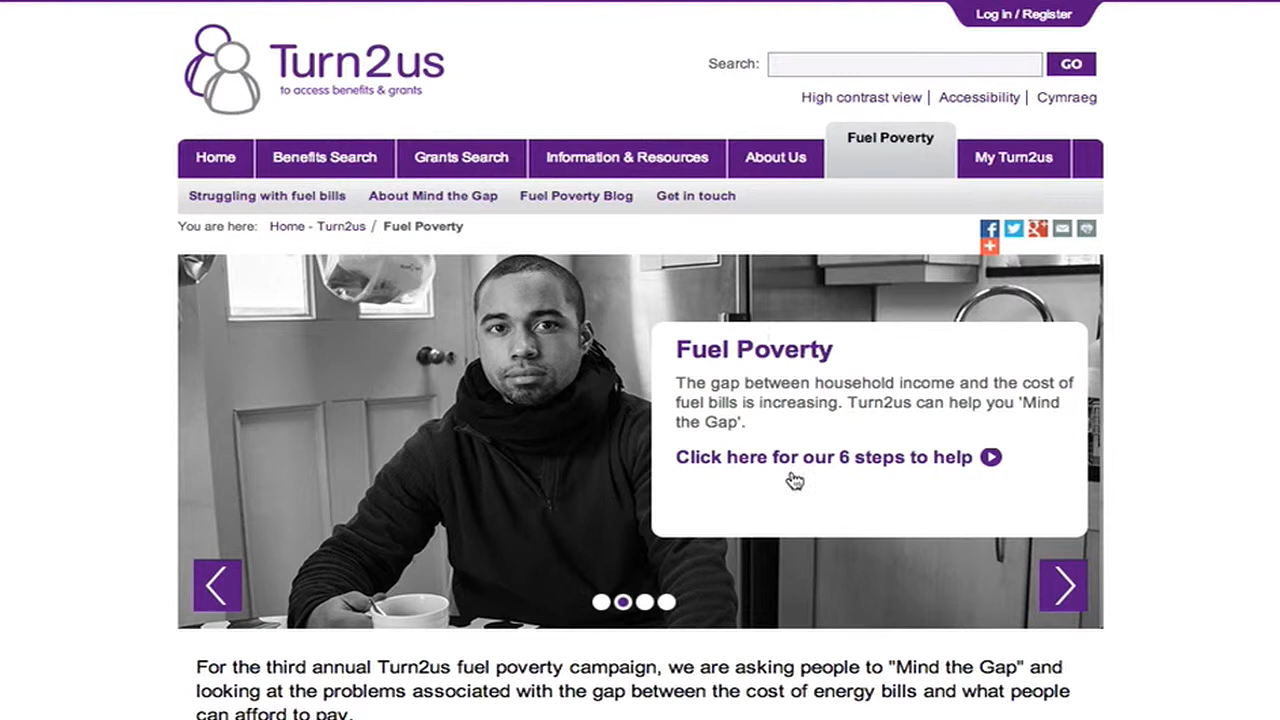 Log in / Register
Turn2us
to access benefits & grants
Search:
GO
High contrast view | Accessibility | Cymraeg
Home
Benefits Search
Grants Search
Information & Resources
About Us
Fuel Poverty
My Turn2us
Struggling with fuel bills
About Mind the Gap
Fuel Poverty Blog
Get in touch
You are here: Home - Turn2us / Fuel Poverty
Fuel Poverty
The gap between household income and the cost of
fuel bills is increasing. Turn2us can help you 'Mind
the Gap'.
Click here for our 6 steps to help
For the third annual Turn2us fuel poverty campaign, we are asking people to "Mind the Gap" and
looking at the problems associated with the gap between the cost of energy bills and what people
can afford to pay.